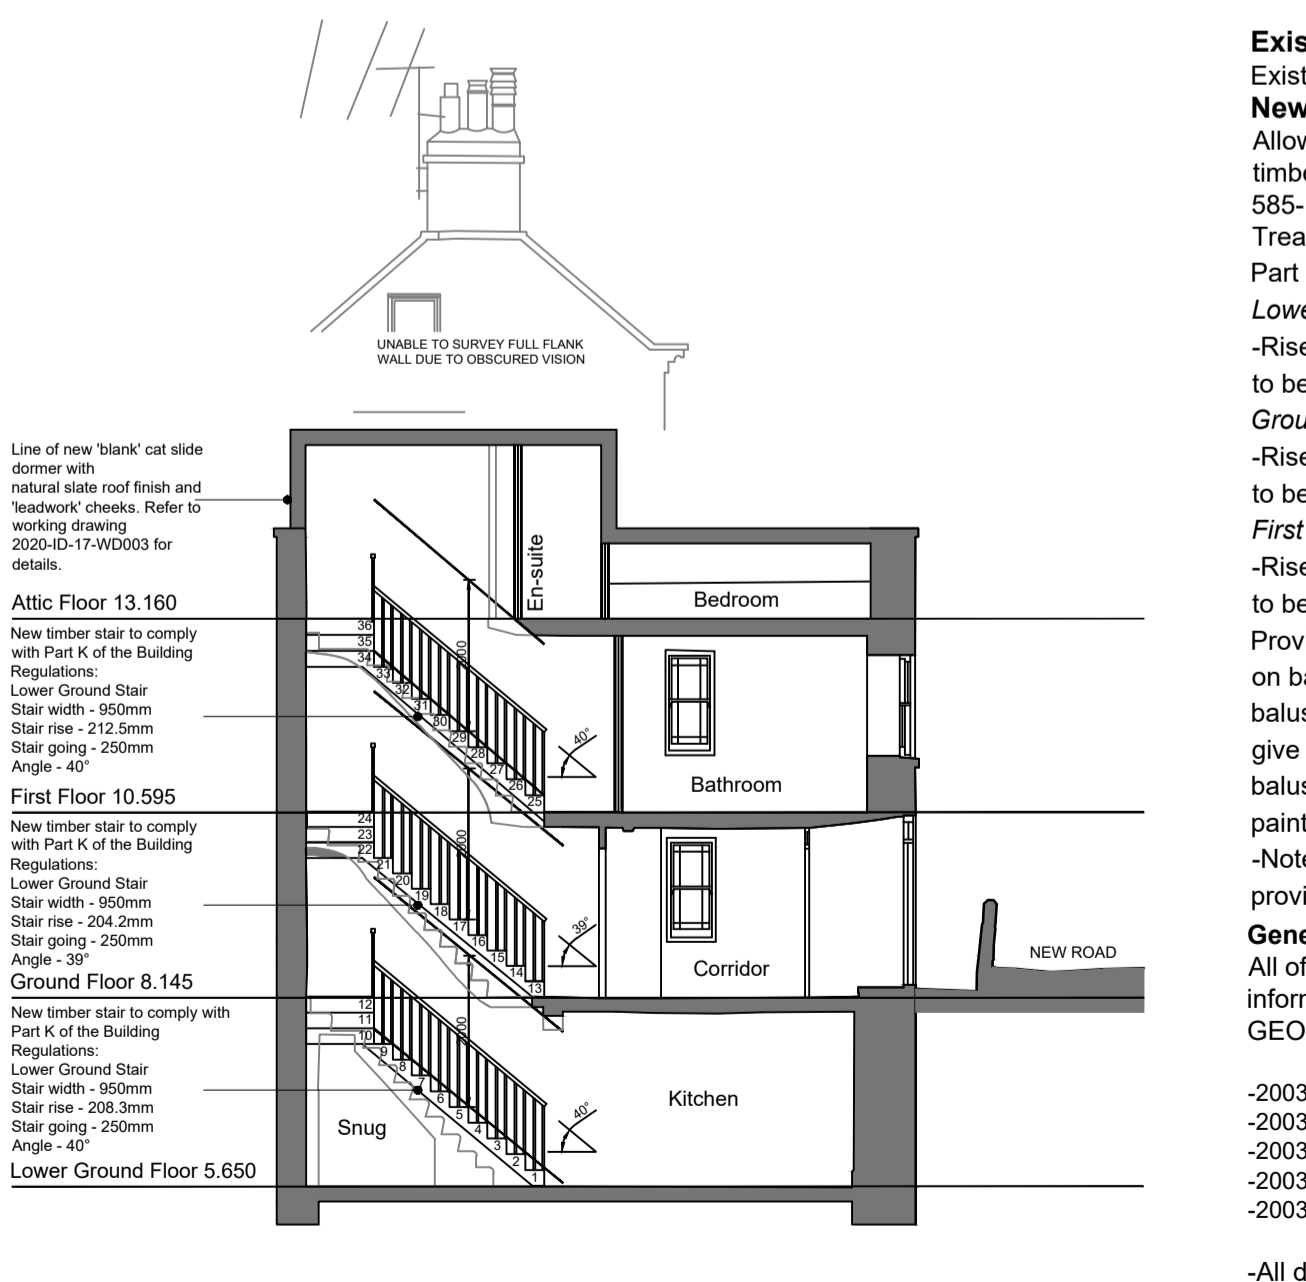 UNABLE TO SURVEY FULL FLANK
WALL DUE TO OBSCURED VISION
Line of new 'blank' cat slide
dormer with
natural slate roof finish and
'leadwork' cheeks. Refer to
working drawing
2020-ID-17-WD003 for
details.
En-suite
Bedroom
Attic Floor 13.160
New timber stair to comply
with Part K of the Building
Regulations:
Lower Ground Stair
Stair width - 950mm
Stair rise - 212.5mm
Stair going - 250mm
Angle - 40°
36
35
34
33
32
31
30
29
28
27
26
25
40°
Bathroom
First Floor 10.595
New timber stair to comply
with Part K of the Building
Regulations:
Lower Ground Stair
Stair width - 950mm
Stair rise - 204.2mm
Stair going - 250mm
Angle - 39°
24
23
22
21
20
19
18
17
16
15
14
13
39°
Corridor
NEW ROAD
Ground Floor 8.145
New timber stair to comply with
Part K of the Building
Regulations:
Lower Ground Stair
Stair width - 950mm
Stair rise - 208.3mm
Stair going - 250mm
Angle - 40°
12
11
10
9
8
7
6
5
4
3
2
1
40°
Snug
Kitchen
Lower Ground Floor 5.650
Exis
Exist
New
Allow
timbe
585-
Trea
Part
Lowe
-Rise
to be
Grou
-Rise
to be
First
-Rise
to be
Prov
on ba
balus
give
balus
paint
-Note
provi
Gene
All of
inforr
GEO
-2003
-2003
-2003
-2003
-2003
-All d